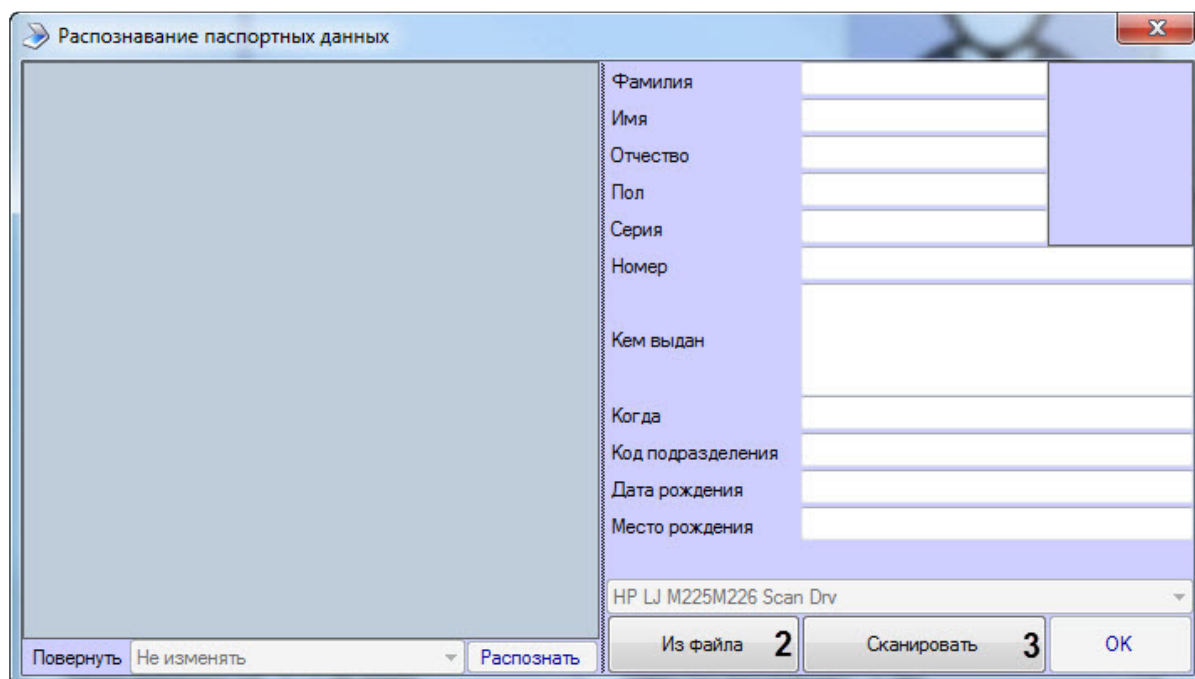 Распознавание паспортных данных
Фамилия
Имя
Отчество
Пол
Серия
Номер
Кем выдан
Когда
Код подразделения
Дата рождения
Место рождения
HP LJ M225M226 Scan Drv
Из файла 2 Сканировать 3 OK
Повернуть Не изменять Распознать